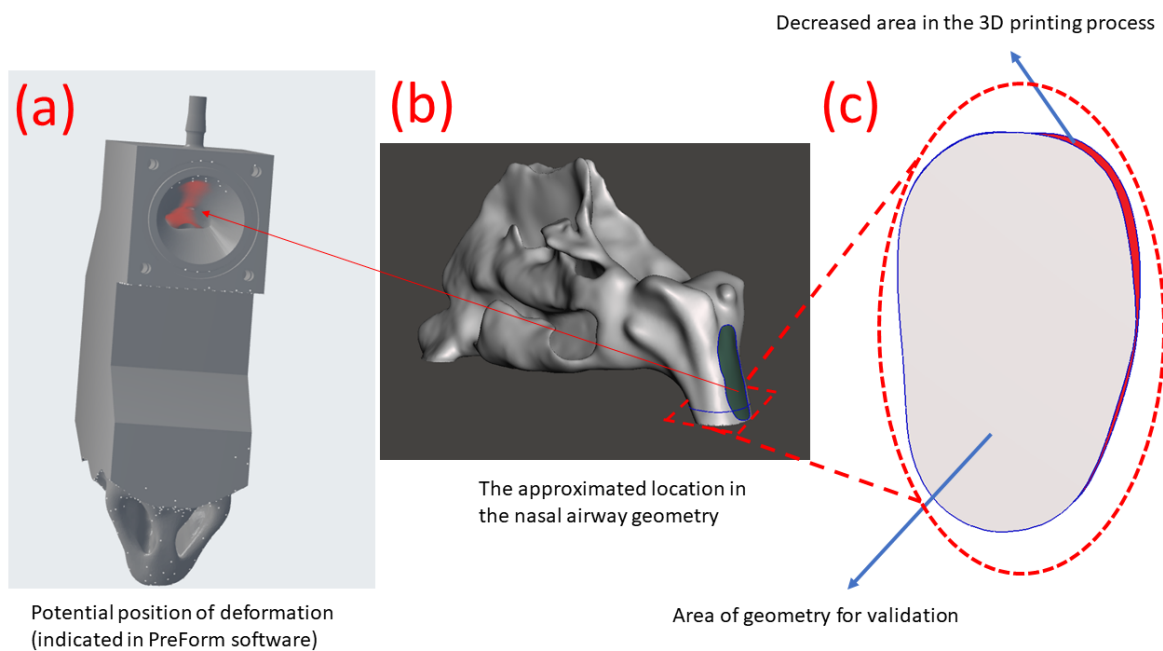 Decreased area in the 3D printing process
(a)
(b)
(c)
The approximated location in
the nasal airway geometry
Potential position of deformation
(indicated in PreForm software)
Area of geometry for validation